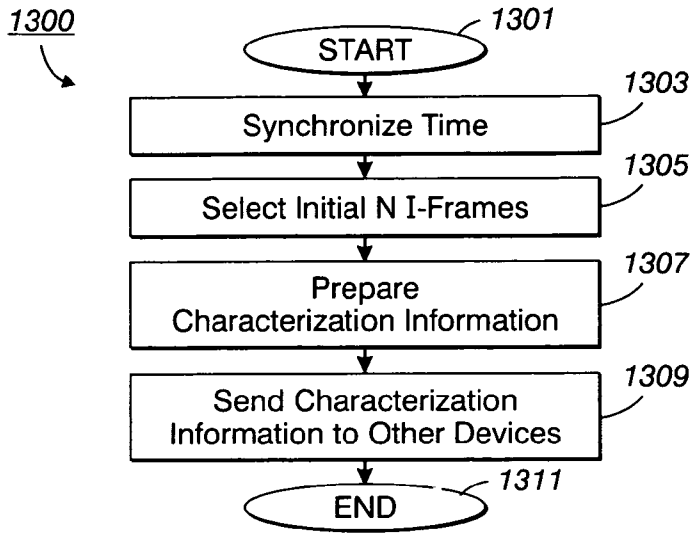 1300
1301
START
1303
Synchronize Time
1305
Select Initial N I-Frames
1307
Prepare
Characterization Information
1309
Send Characterization
Information to Other Devices
1311
END